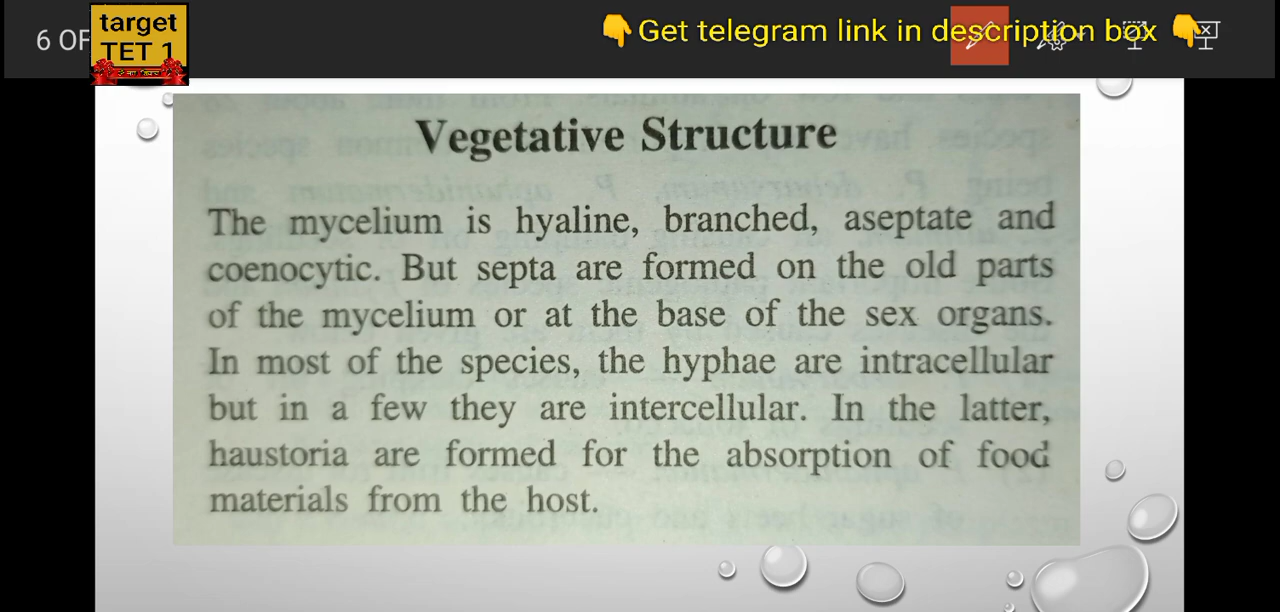 6 OF
target
TET 1
👇Get telegram link in description box 👇
Vegetative Structure
The mycelium is hyaline, branched, aseptate and
coenocytic. But septa are formed on the old parts
of the mycelium or at the base of the sex organs.
In most of the species, the hyphae are intracellular
but in a few they are intercellular. In the latter,
haustoria are formed for the absorption of food
materials from the host.